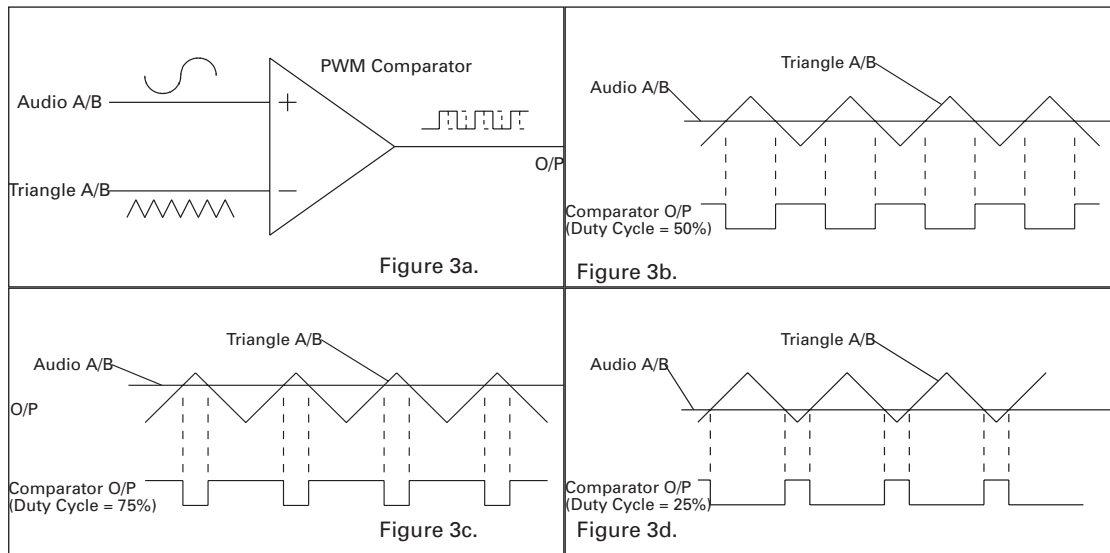 PWM Comparator
Audio A/B
+
O/P
Triangle A/B
−
Figure 3a.
Triangle A/B
Audio A/B
Comparator O/P
(Duty Cycle = 50%)
Figure 3b.
Triangle A/B
Audio A/B
O/P
Comparator O/P
(Duty Cycle = 75%)
Figure 3c.
Triangle A/B
Audio A/B
Comparator O/P
(Duty Cycle = 25%)
Figure 3d.